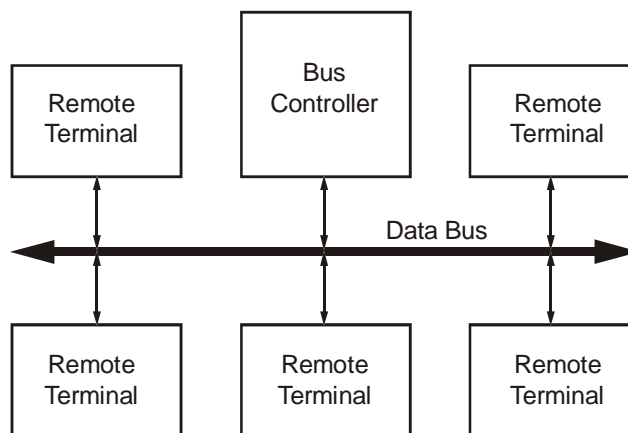 Remote
Terminal
Bus
Controller
Remote
Terminal
Data Bus
Remote
Terminal
Remote
Terminal
Remote
Terminal